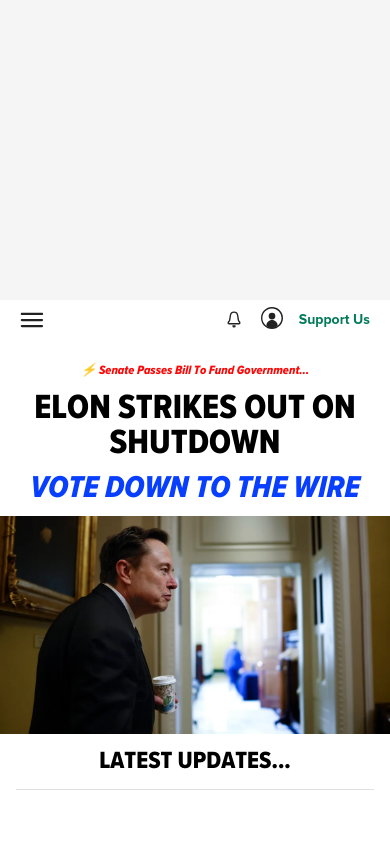 Support Us
⚡ Senate Passes Bill To Fund Government...
ELON STRIKES OUT ON
SHUTDOWN
VOTE DOWN TO THE WIRE
LATEST UPDATES...